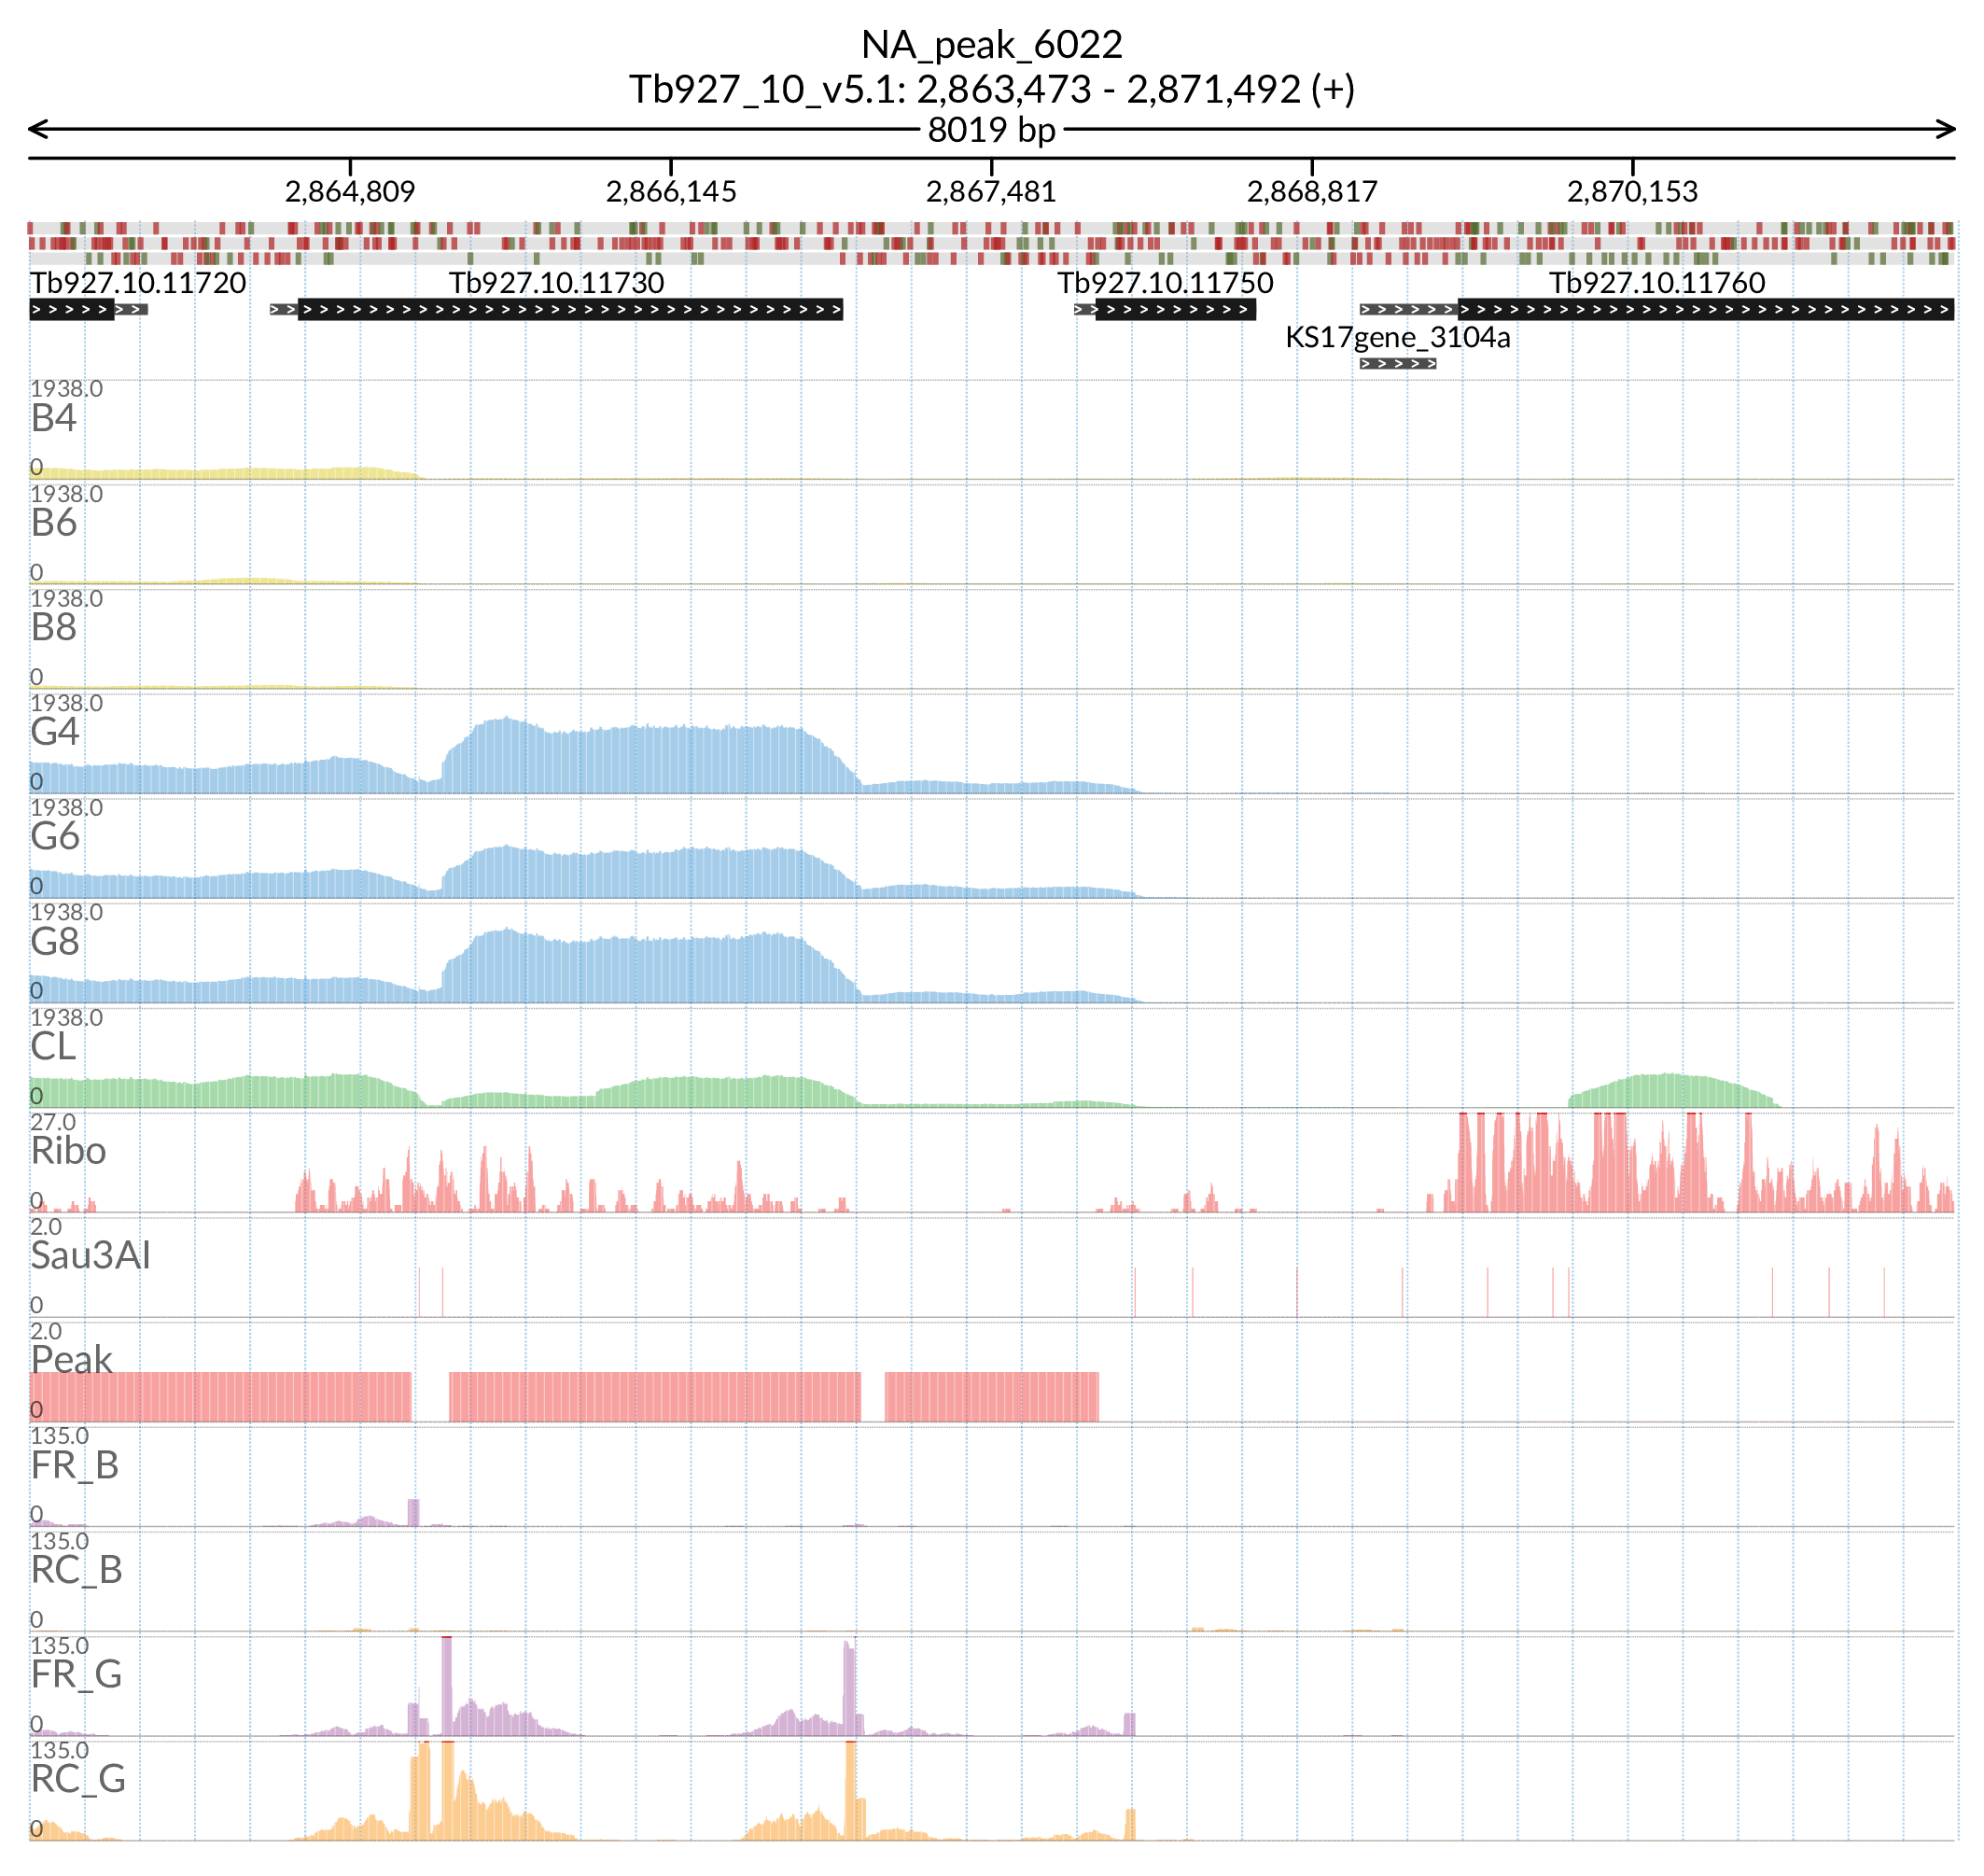 NA_peak_6022
Tb927_10_v5.1: 2,863,473 - 2,871,492 (+)
8019 bp
2,864,809 2,866,145 2,867,481 2,868,817 2,870,153
Tb927.10.11720 Tb927.10.11730 Tb927.10.11750 Tb927.10.11760
KS17gene_3104a
1938.0
B4
0
1938.0
B6
0
1938.0
B8
0
1938.0
G4
0
1938.0
G6
0
1938.0
G8
0
1938.0
CL
0
27.0
Ribo
0
2.0
Sau3AI
0
2.0
Peak
0
135.0
FR_B
0
135.0
RC_B
0
135.0
FR_G
0
135.0
RC_G
0